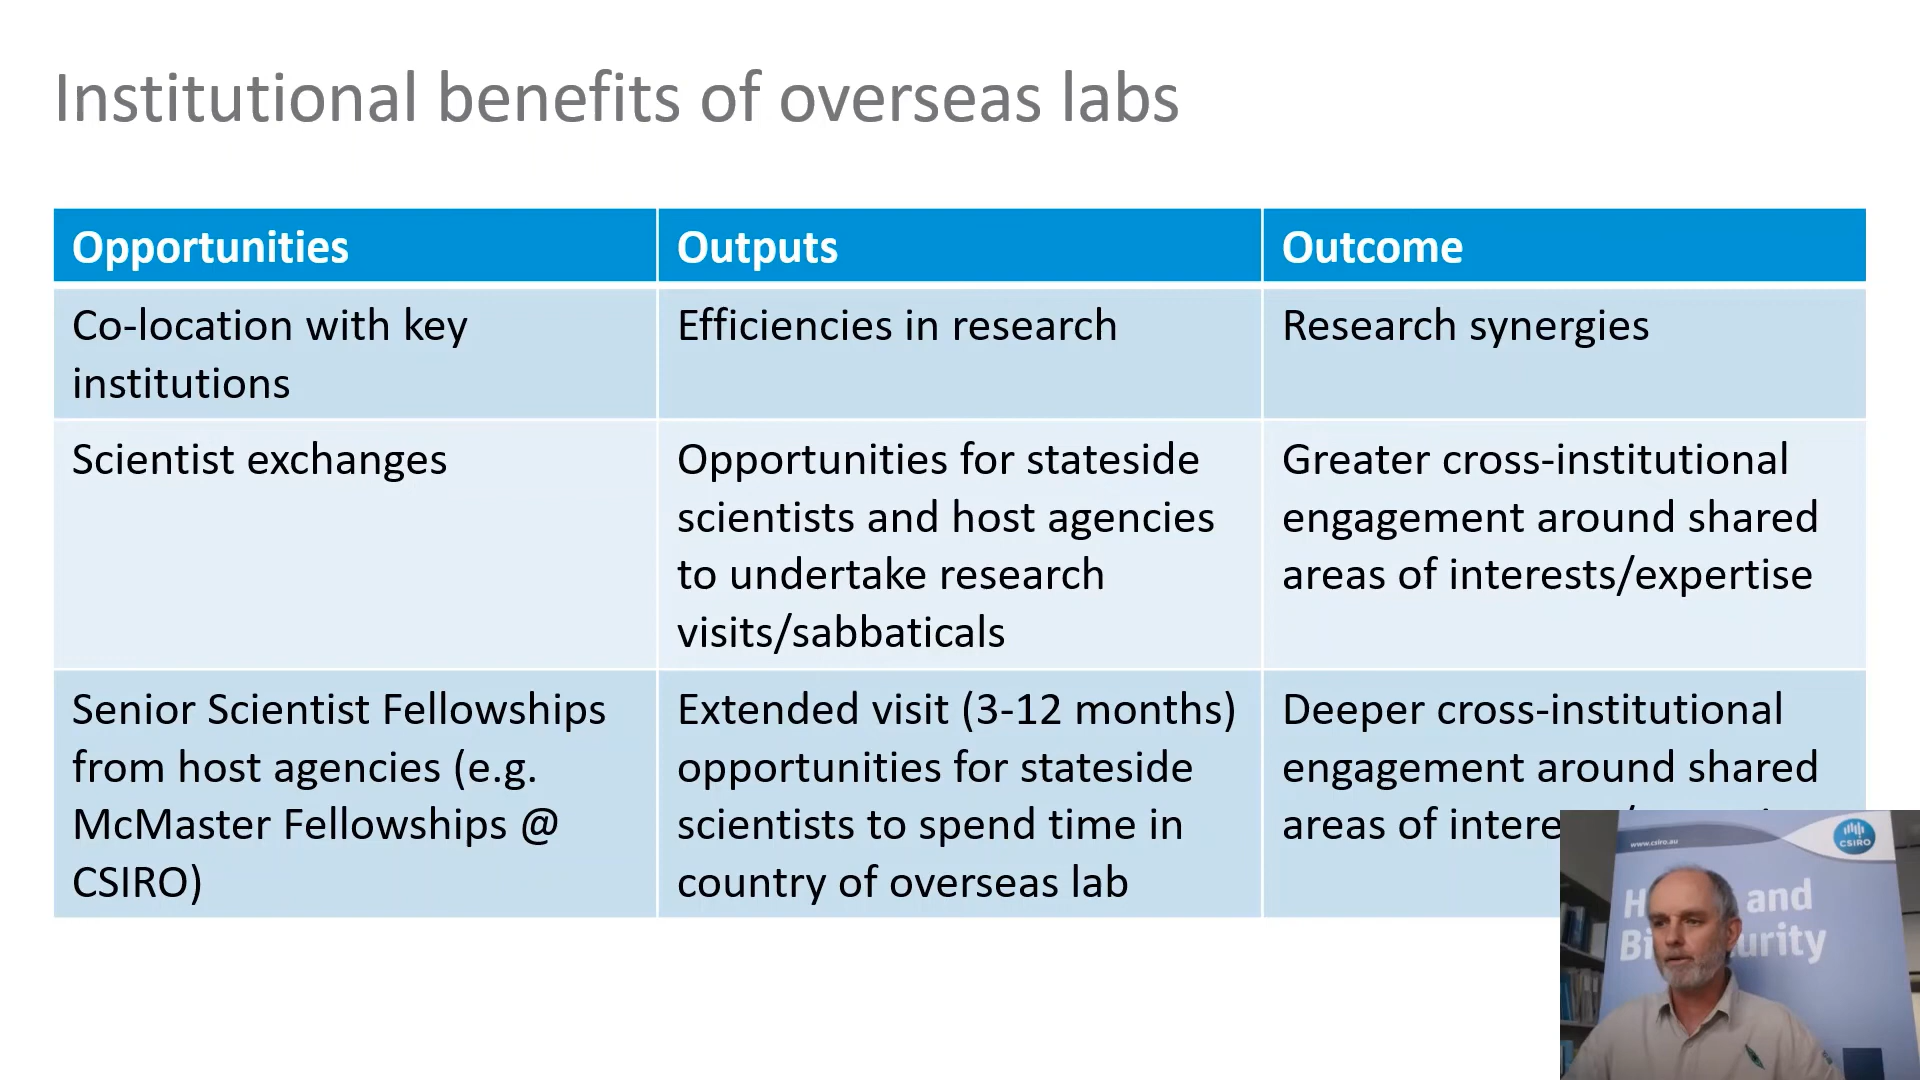 Institutional benefits of overseas labs
Opportunities
Outputs
Outcome
Co-location with key
institutions
Efficiencies in research
Research synergies
Scientist exchanges
Opportunities for stateside
scientists and host agencies
to undertake research
visits/sabbaticals
Greater cross-institutional
engagement around shared
areas of interests/expertise
Senior Scientist Fellowships
from host agencies (e.g.
McMaster Fellowships @
CSIRO)
Extended visit (3-12 months)
opportunities for stateside
scientists to spend time in
country of overseas lab
Deeper cross-institutional
engagement around shared
areas of
www.csiro.au
CSIRO
and